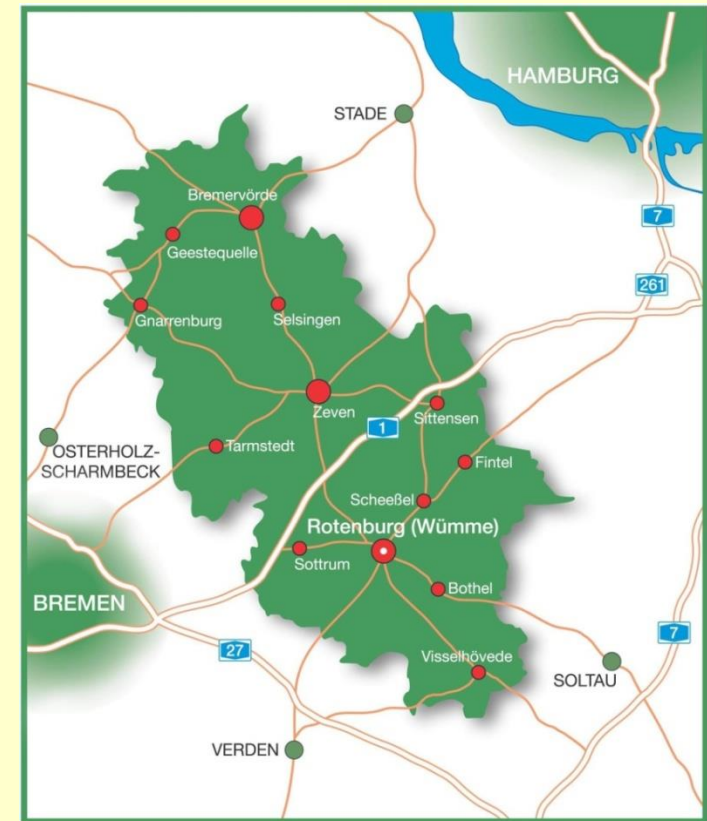 HAMBURG
STADE
Bremervörde
7
Geestequelle
261
Gnarrenburg
Selsingen
Zeven
Sittensen
1
OSTERHOLZ-
SCHARMBECK
Tarmstedt
Fintel
Scheeßel
Rotenburg (Wümme)
Sottrum
Bothel
BREMEN
7
27
Visselhövede
SOLTAU
VERDEN